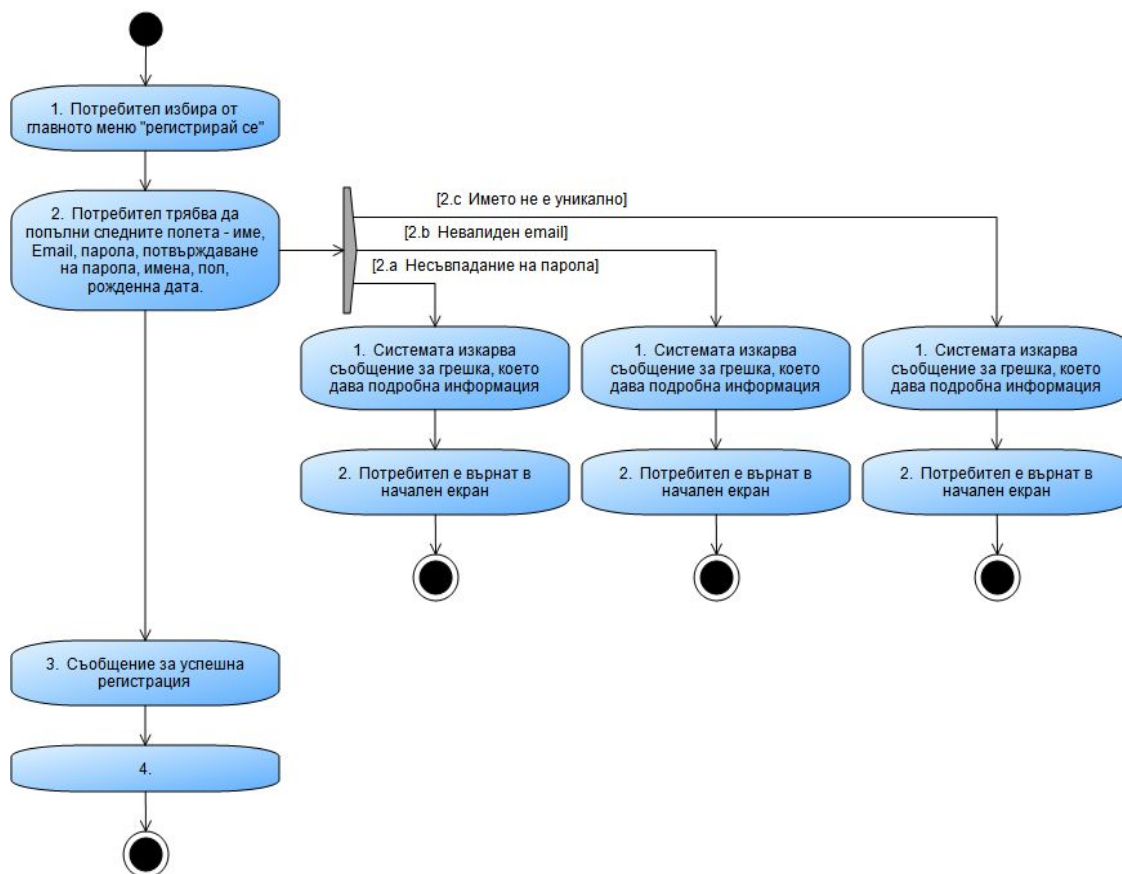 1. Потребител избира от
главното меню "регистрирай се"
2. Потребител трябва да
попълни следните полета - име,
Email, парола, потвърждаване
на парола, имена, пол,
рожденна дата.
[2.c Името не е уникално]
[2.b Невалиден email]
[2.a Несъвпадание на парола]
1. Системата изкарва
съобщение за грешка, което
дава подробна информация
1. Системата изкарва
съобщение за грешка, което
дава подробна информация
1. Системата изкарва
съобщение за грешка, което
дава подробна информация
2. Потребител е върнат в
начален екран
2. Потребител е върнат в
начален екран
2. Потребител е върнат в
начален екран
3. Съобщение за успешна
регистрация
4.